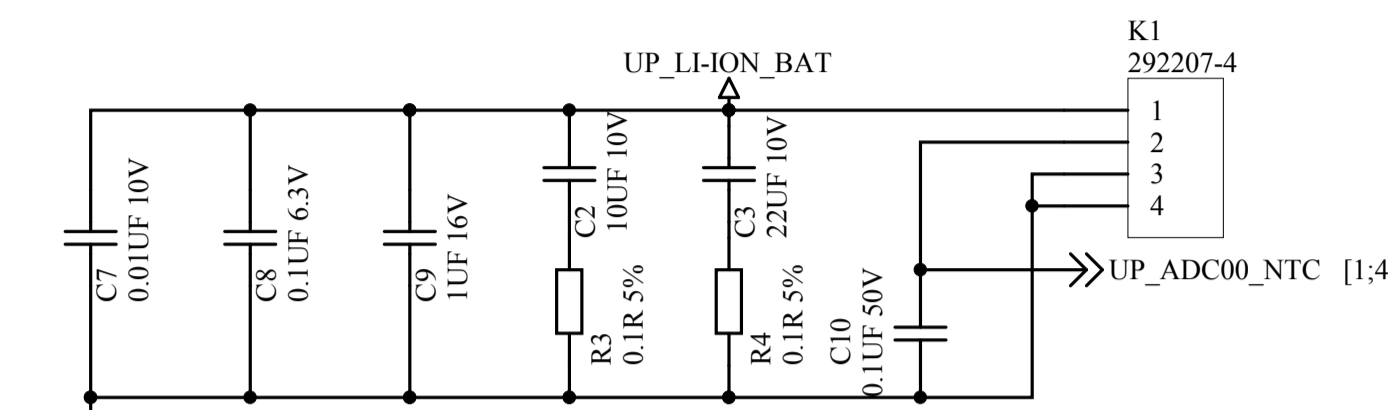 K1
292207-4
UP_LI-ION_BAT
1
2
3
4
C7
0.01UF 10V
C8
0.1UF 6.3V
C9
1UF 16V
C2
10UF 10V
C3
22UF 10V
R3
0.1R 5%
R4
0.1R 5%
C10
0.1UF 50V
UP_ADC00_NTC [1;4